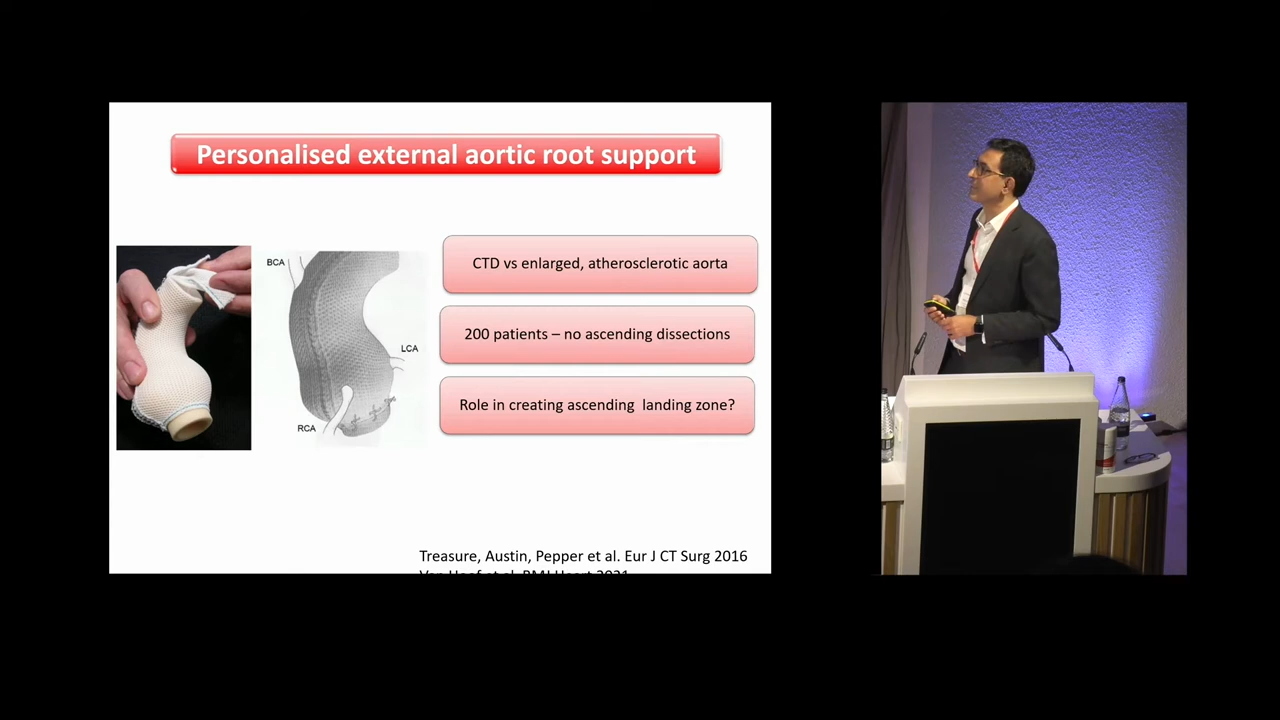 Personalised external aortic root support
BCA
LCA
RCA
CTD vs enlarged, atherosclerotic aorta
200 patients – no ascending dissections
Role in creating ascending landing zone?
Treasure, Austin, Pepper et al. Eur J CT Surg 2016